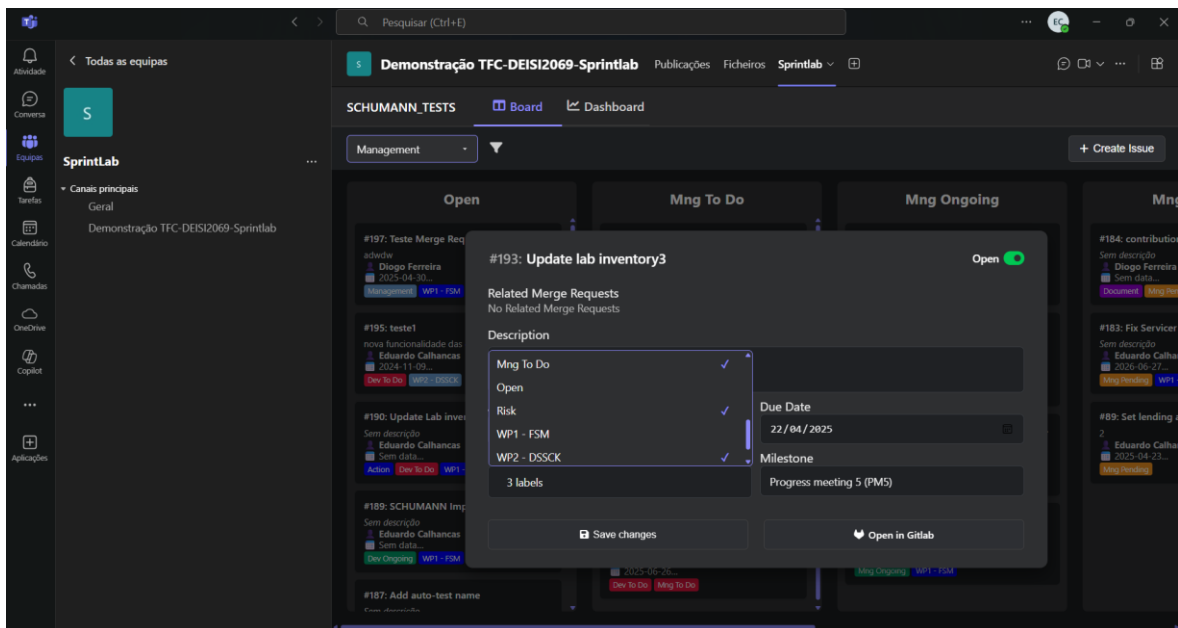 Pesquisar (Ctrl+E)
EC
Atividade
Conversa
Equipas
Tarefas
Calendário
Chamadas
OneDrive
Copilot
Aplicações
Todas as equipas
S
SprintLab
Canais principais
Geral
Demonstração TFC-DEISI2069-Sprintlab
S
Demonstração TFC-DEISI2069-Sprintlab Publicações Ficheiros Sprintlab
SCHUMANN_TESTS Board Dashboard
Management
+ Create Issue
Open
#197: Teste Merge Req
adwdw
Diogo Ferreira
2025-04-30...
Management WP1 - FSM
#195: teste1
nova funcionalidade das
Eduardo Calhancas
2024-11-09...
Dev To Do WP2 - DSSCK
#190: Update Lab inve
Sem descrição
Eduardo Calhancas
Sem data...
Action Dev To Do WP1 -
#189: SCHUMANN Imp
Sem descrição
Eduardo Calhancas
Sem data...
Dev Ongoing WP1 - FSM
#187: Add auto-test name
Sem descrição
Mng To Do
2025-06-26...
Dev To Do Mng To Do
Mng Ongoing
Mng Ongoing WP1 - FSM
Mng
#184: contribution
Sem descrição
Diogo Ferreira
Sem data...
Document Mng Pen
#183: Fix Servicer
Sem descrição
Eduardo Calha
2026-06-27...
Mng Pending WP1 -
#89: Set lending a
2
Eduardo Calha
2025-04-23...
Mng Pending
#193: Update lab inventory3
Open
Related Merge Requests
No Related Merge Requests
Description
Mng To Do
Open
Risk
WP1 - FSM
WP2 - DSSCK
3 labels
Due Date
22/04/2025
Milestone
Progress meeting 5 (PM5)
Save changes
Open in Gitlab